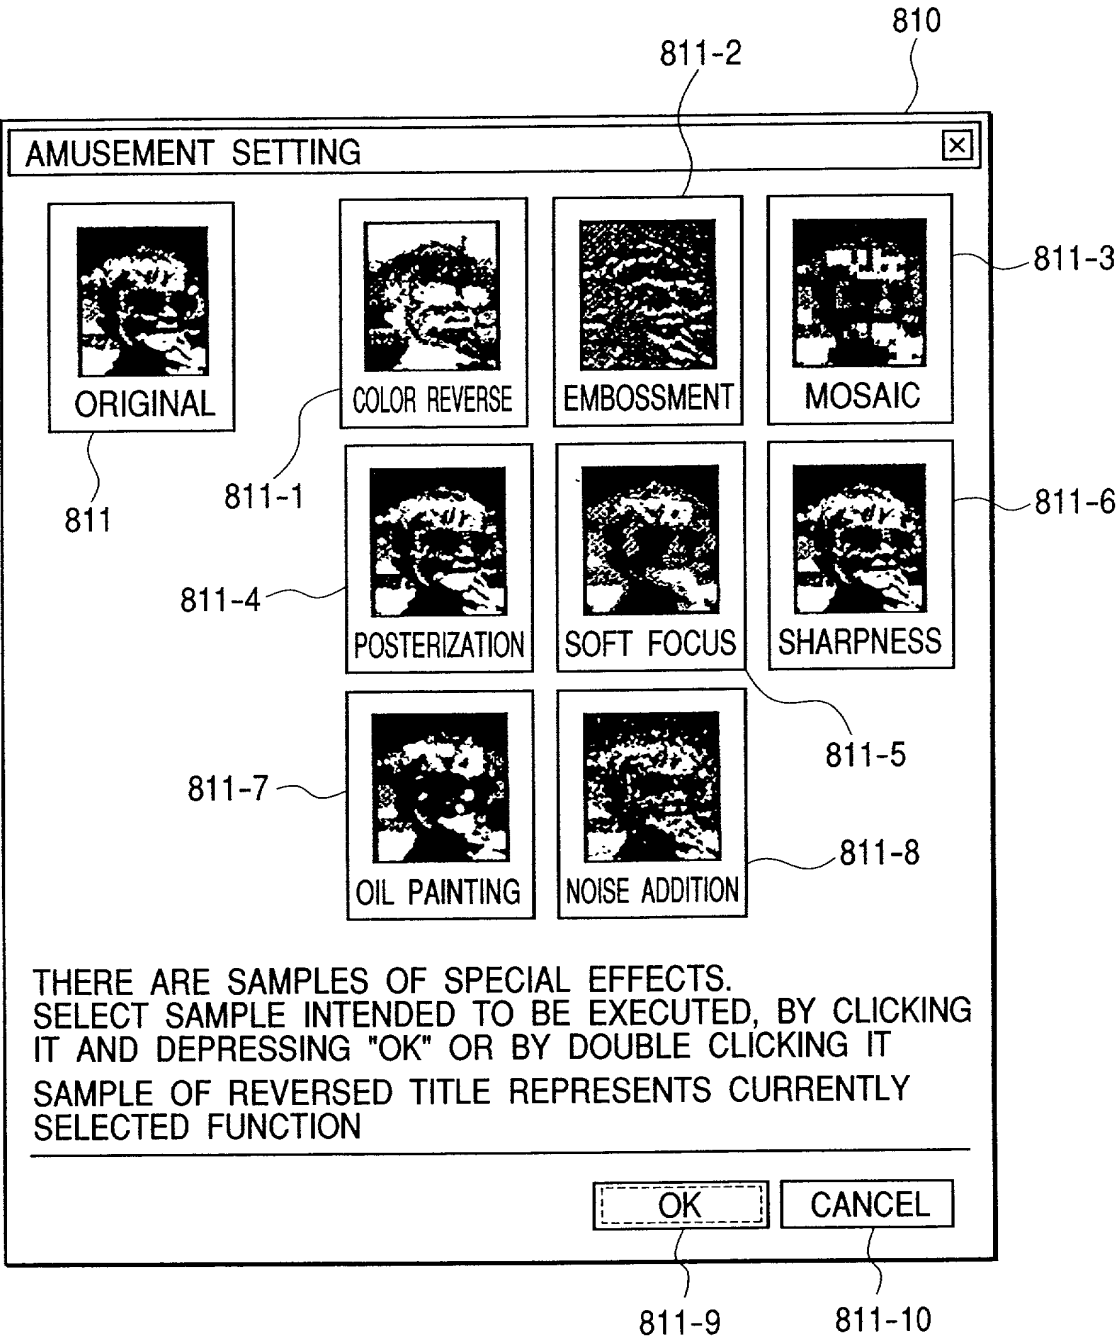 810
811-2
AMUSEMENT SETTING
811-3
ORIGINAL
COLOR REVERSE
EMBOSSMENT
MOSAIC
811
811-1
811-6
811-4
POSTERIZATION
SOFT FOCUS
SHARPNESS
811-5
811-7
811-8
OIL PAINTING
NOISE ADDITION
THERE ARE SAMPLES OF SPECIAL EFFECTS.
SELECT SAMPLE INTENDED TO BE EXECUTED, BY CLICKING
IT AND DEPRESSING "OK" OR BY DOUBLE CLICKING IT
SAMPLE OF REVERSED TITLE REPRESENTS CURRENTLY
SELECTED FUNCTION
OK
CANCEL
811-9
811-10